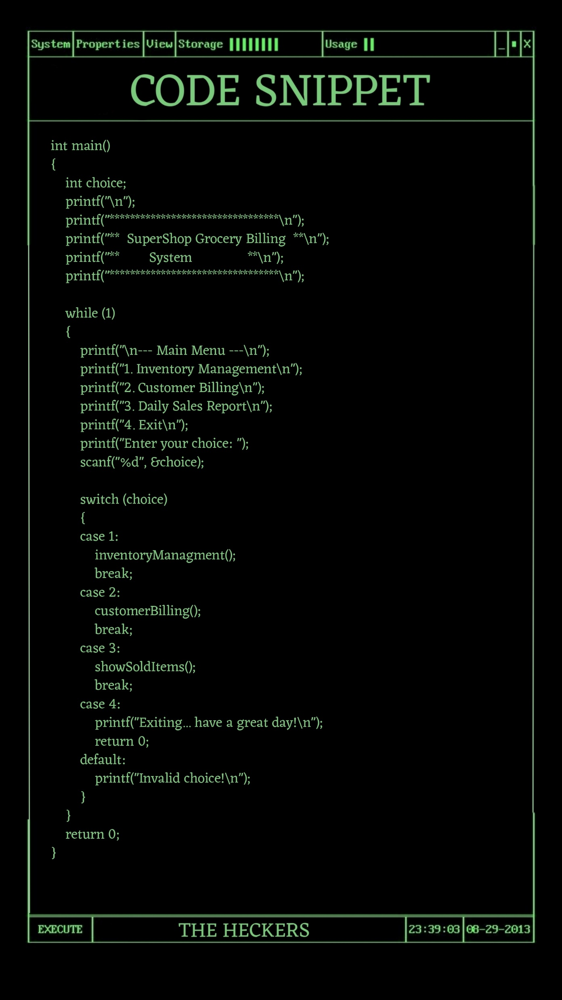 System Properties View Storage Usage _ ▪ X
CODE SNIPPET
int main()
{
int choice;
printf("\n");
printf("**********************************\n");
printf("**  SuperShop Grocery Billing  **\n");
printf("**        System               **\n");
printf("**********************************\n");
while (1)
{
printf("\n--- Main Menu ---\n");
printf("1. Inventory Management\n");
printf("2. Customer Billing\n");
printf("3. Daily Sales Report\n");
printf("4. Exit\n");
printf("Enter your choice: ");
scanf("%d", &choice);
switch (choice)
{
case 1:
inventoryManagment();
break;
case 2:
customerBilling();
break;
case 3:
showSoldItems();
break;
case 4:
printf("Exiting... have a great day!\n");
return 0;
default:
printf("Invalid choice!\n");
}
}
return 0;
}
EXECUTE THE HECKERS 23:39:03 08-29-2013